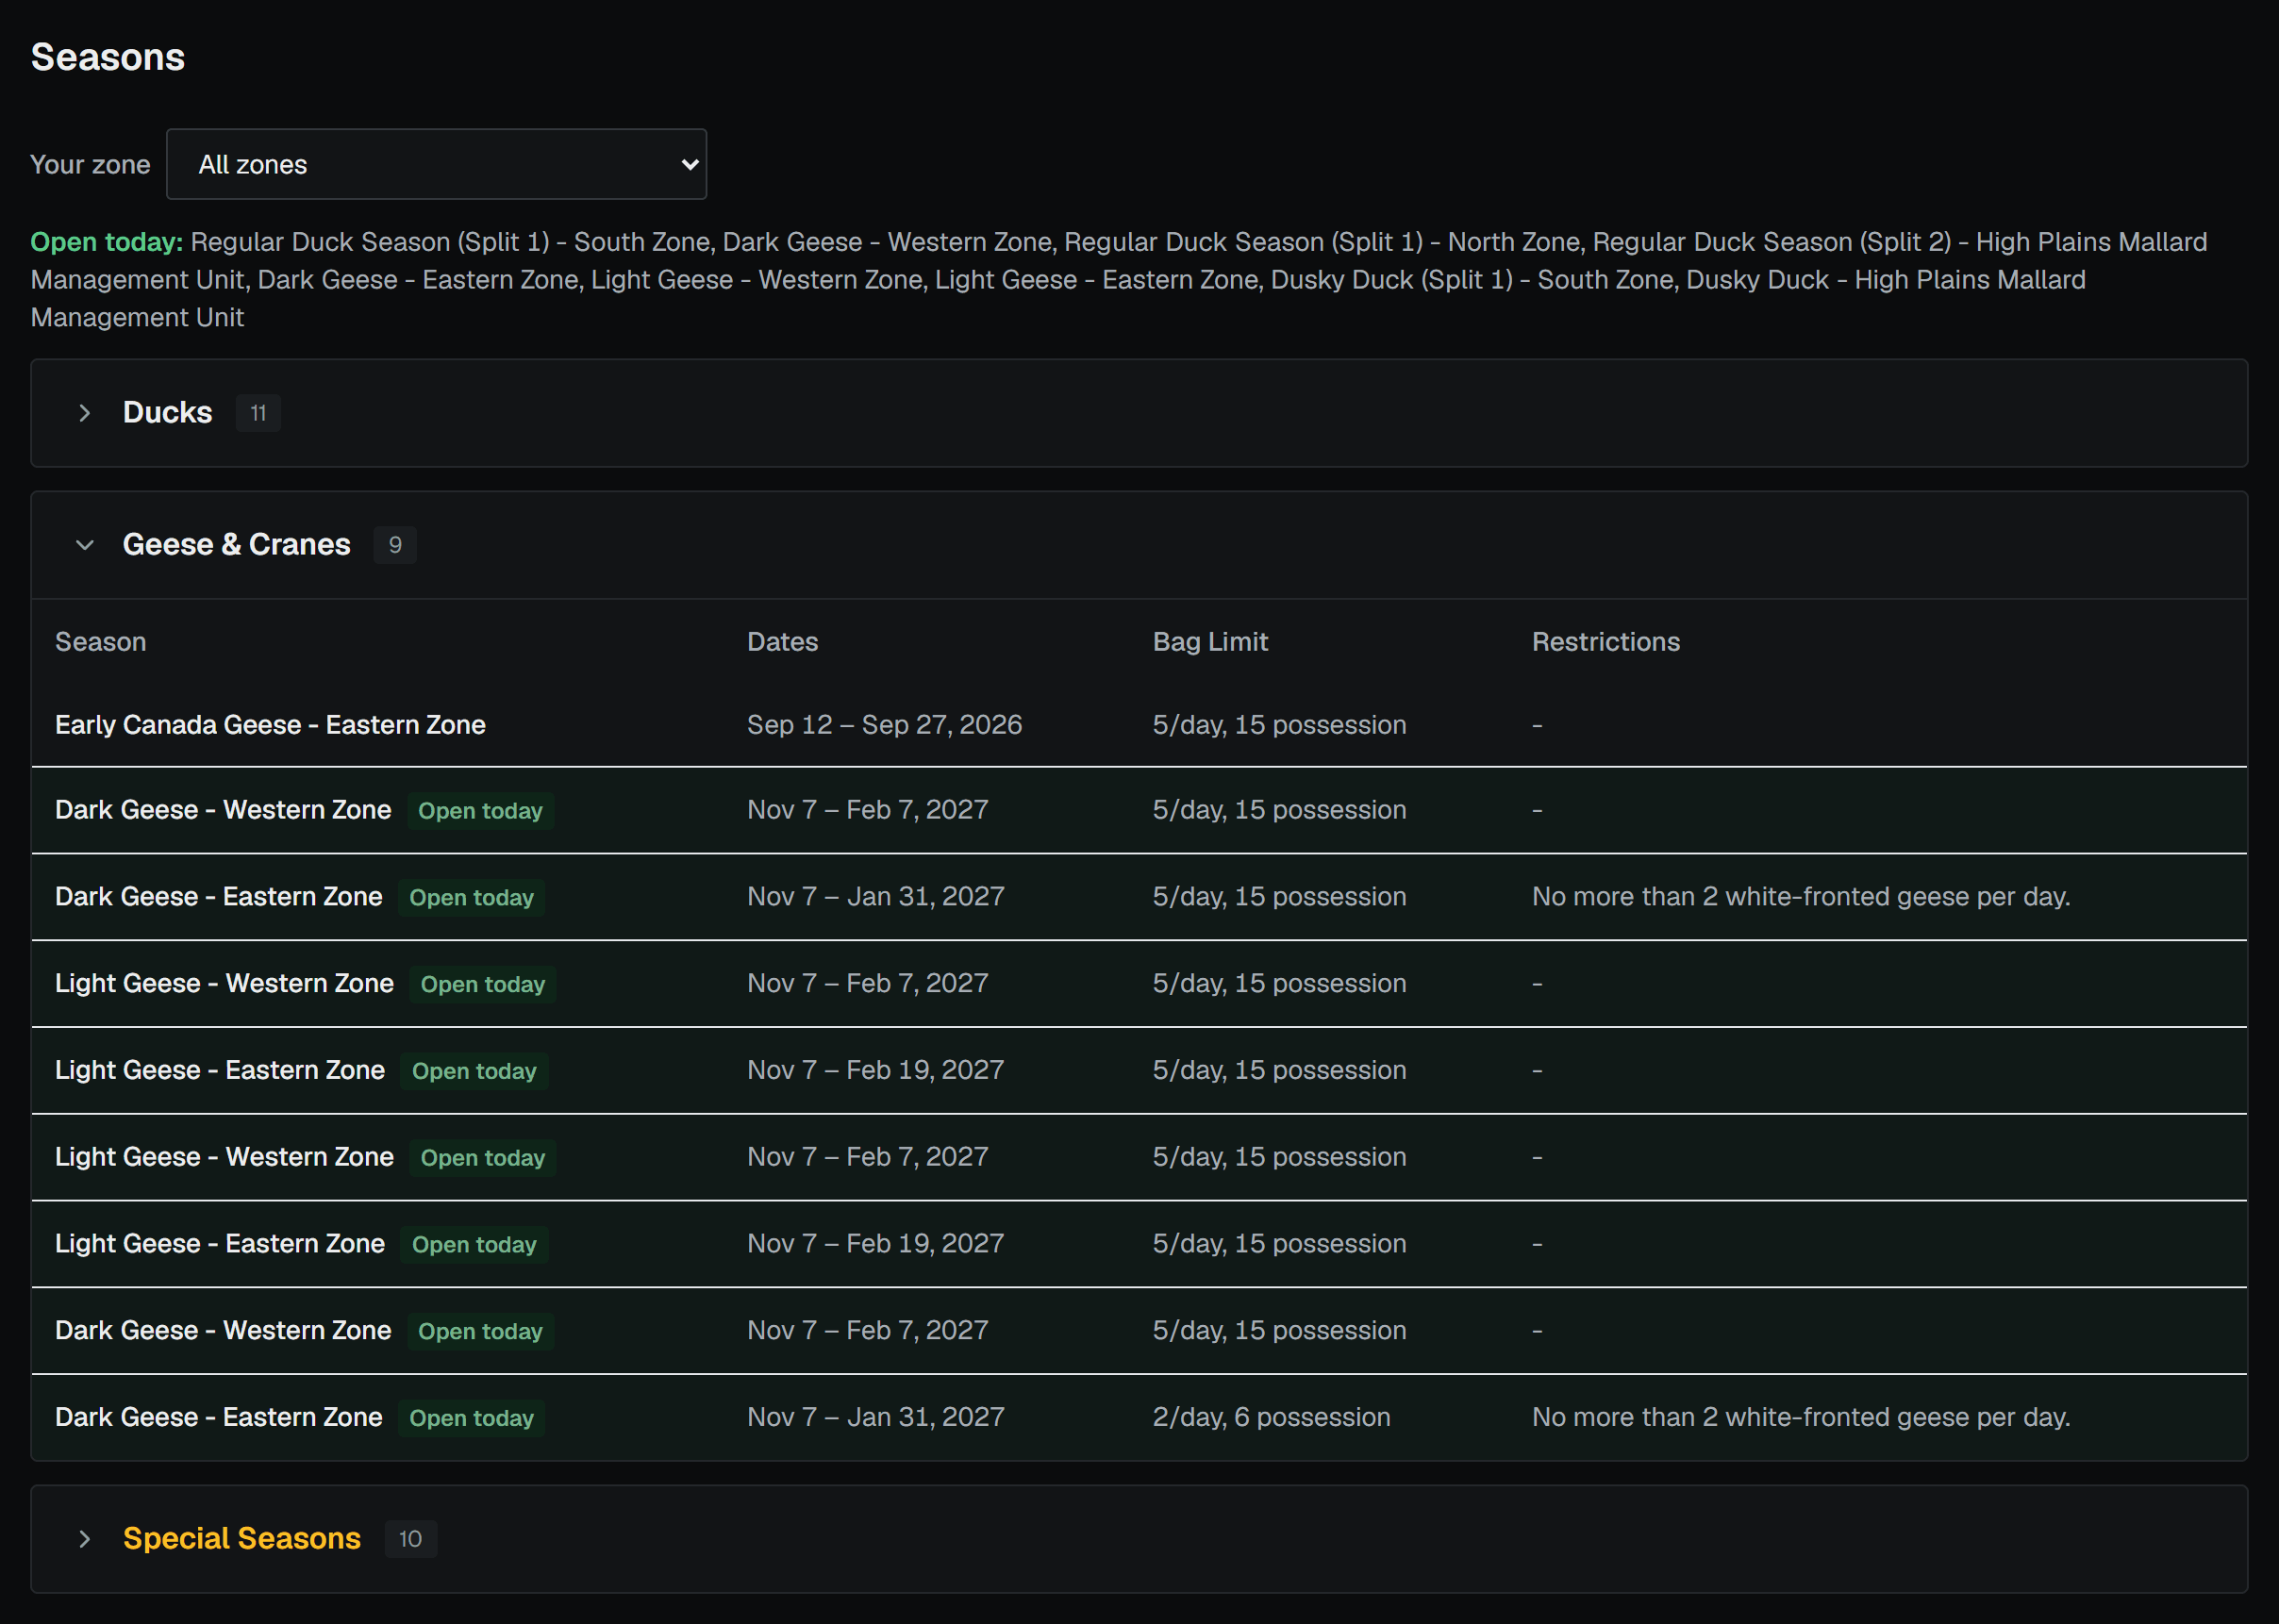 Seasons
Your zone All zones
Open today: Regular Duck Season (Split 1) - South Zone, Dark Geese - Western Zone, Regular Duck Season (Split 1) - North Zone, Regular Duck Season (Split 2) - High Plains Mallard
Management Unit, Dark Geese - Eastern Zone, Light Geese - Western Zone, Light Geese - Eastern Zone, Dusky Duck (Split 1) - South Zone, Dusky Duck - High Plains Mallard
Management Unit
Ducks 11
Geese & Cranes 9
Season Dates Bag Limit Restrictions
Early Canada Geese - Eastern Zone Sep 12 – Sep 27, 2026 5/day, 15 possession -
Dark Geese - Western Zone Open today Nov 7 – Feb 7, 2027 5/day, 15 possession -
Dark Geese - Eastern Zone Open today Nov 7 – Jan 31, 2027 5/day, 15 possession No more than 2 white-fronted geese per day.
Light Geese - Western Zone Open today Nov 7 – Feb 7, 2027 5/day, 15 possession -
Light Geese - Eastern Zone Open today Nov 7 – Feb 19, 2027 5/day, 15 possession -
Light Geese - Western Zone Open today Nov 7 – Feb 7, 2027 5/day, 15 possession -
Light Geese - Eastern Zone Open today Nov 7 – Feb 19, 2027 5/day, 15 possession -
Dark Geese - Western Zone Open today Nov 7 – Feb 7, 2027 5/day, 15 possession -
Dark Geese - Eastern Zone Open today Nov 7 – Jan 31, 2027 2/day, 6 possession No more than 2 white-fronted geese per day.
Special Seasons 10